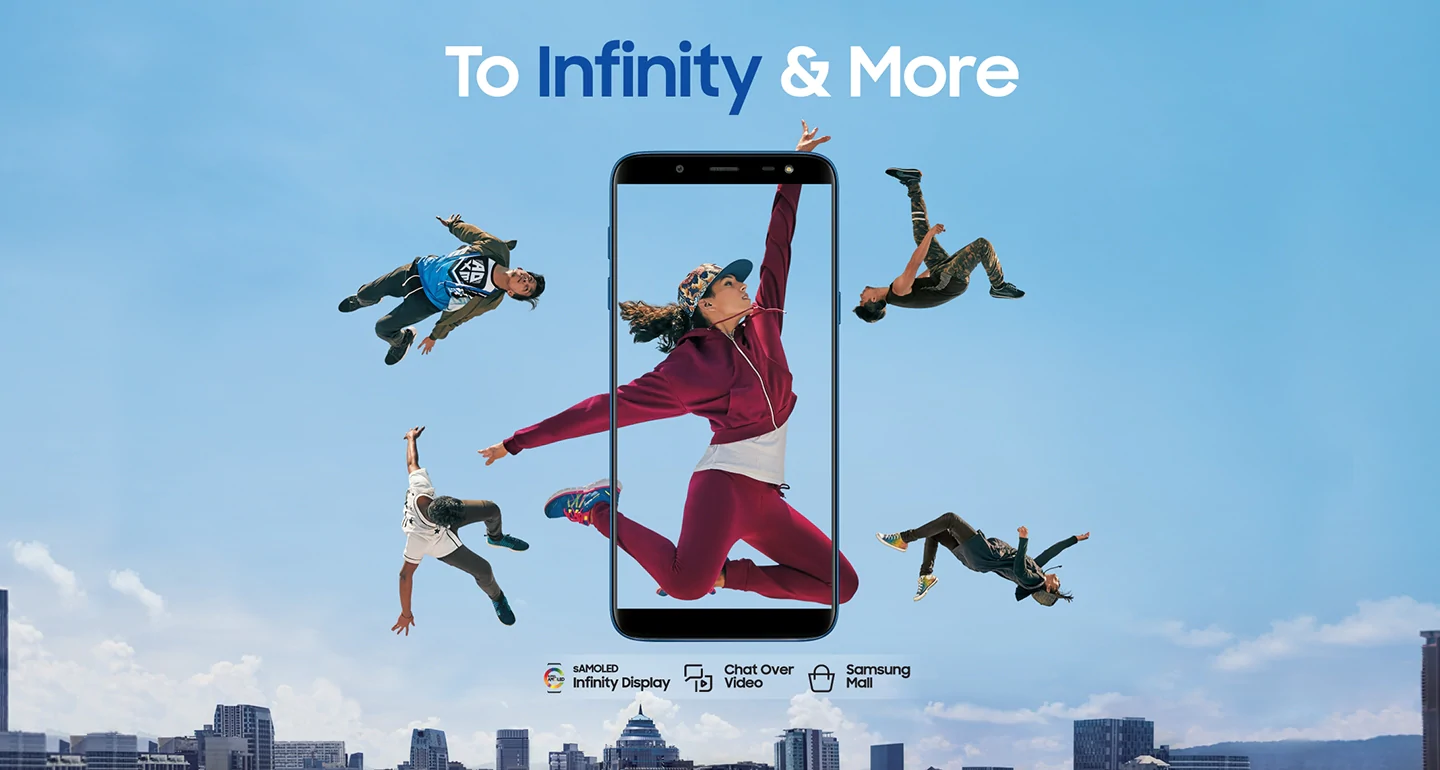 To Infinity & More
sAMOLED
Infinity Display
Chat Over
Video
Samsung
Mall